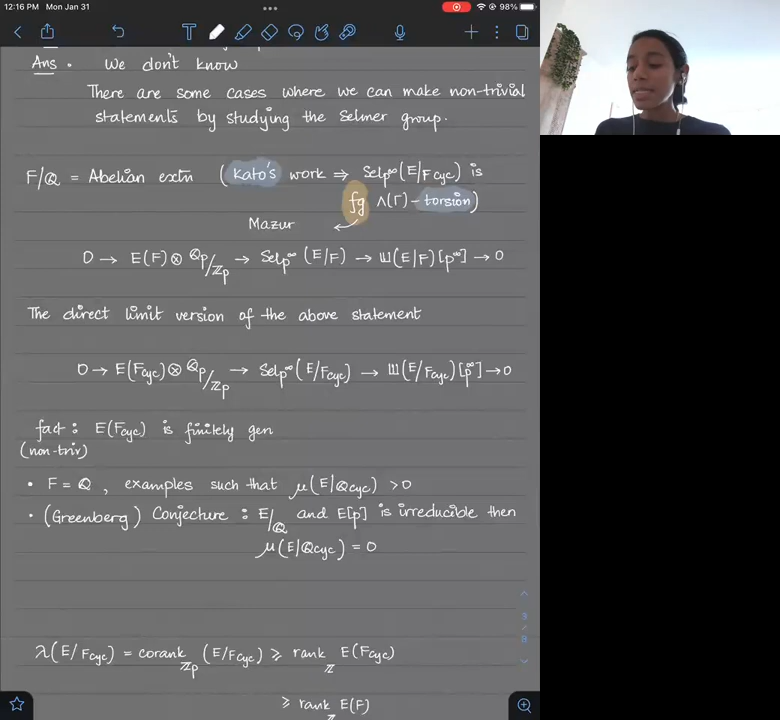 12:16 PM Mon Jan 31
98%
Ans. We don't know
There are some cases where we can make non-trivial
statements by studying the Selmer group.
F/ℚ = Abelian extn ( Kato's work ⇒ Selp∞(E/Fcyc) is
fg Λ(Γ)-torsion)
Mazur
0 → E(F)⊗ ℚp/ℤp → Selp∞ (E/F) → Ш(E/F)[p∞] → 0
The direct limit version of the above statement
0 → E(Fcyc)⊗ ℚp/ℤp → Selp∞ (E/Fcyc) → Ш(E/Fcyc)[p∞] → 0
fact : E(Fcyc) is finitely gen
(non-triv)
• F = ℚ, examples such that μ(E/ℚcyc) > 0
• (Greenberg) Conjecture : E/ℚ and E[p] is irreducible then
μ(E/ℚcyc) = 0
3
/
8
λ(E/Fcyc) = corank ℤp (E/Fcyc) ≥ rank ℤ E(Fcyc)
≥ rank ℤ E(F)